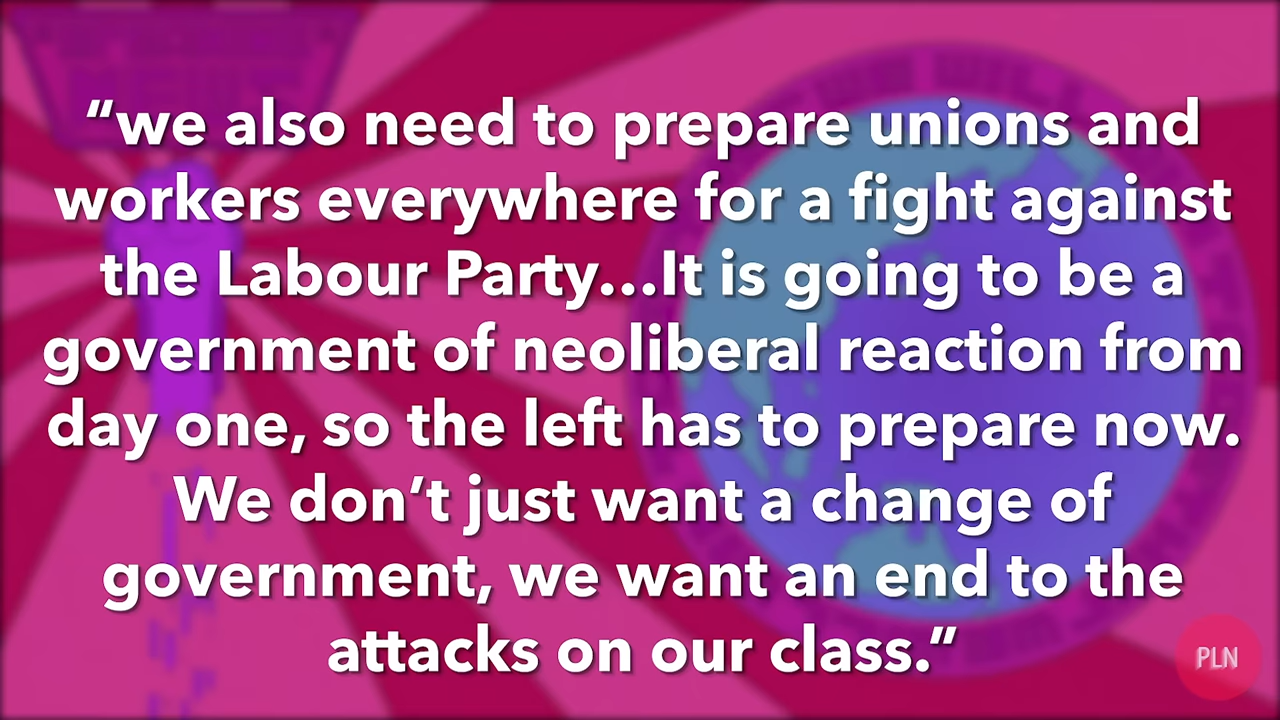 “we also need to prepare unions and
workers everywhere for a fight against
the Labour Party...It is going to be a
government of neoliberal reaction from
day one, so the left has to prepare now.
We don’t just want a change of
government, we want an end to the
attacks on our class.”
PLN